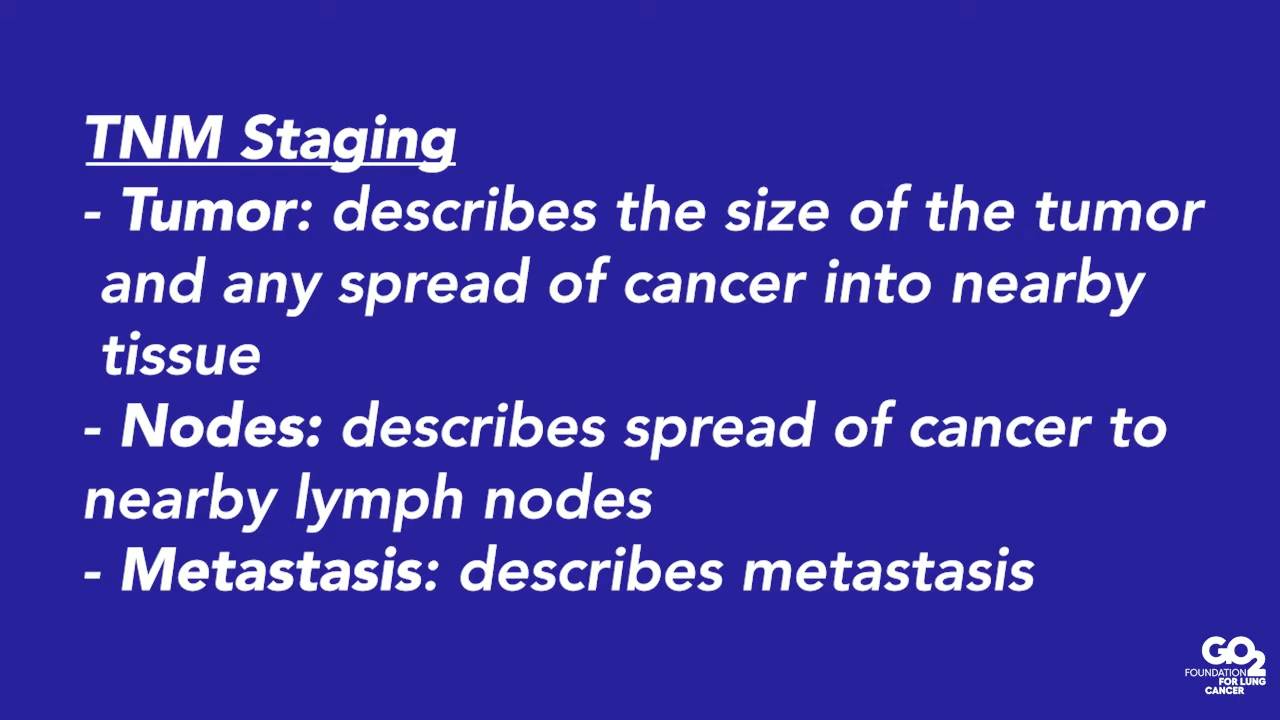 TNM Staging
- Tumor: describes the size of the tumor
and any spread of cancer into nearby
tissue
- Nodes: describes spread of cancer to
nearby lymph nodes
- Metastasis: describes metastasis
GO2
FOUNDATION
FOR LUNG
CANCER